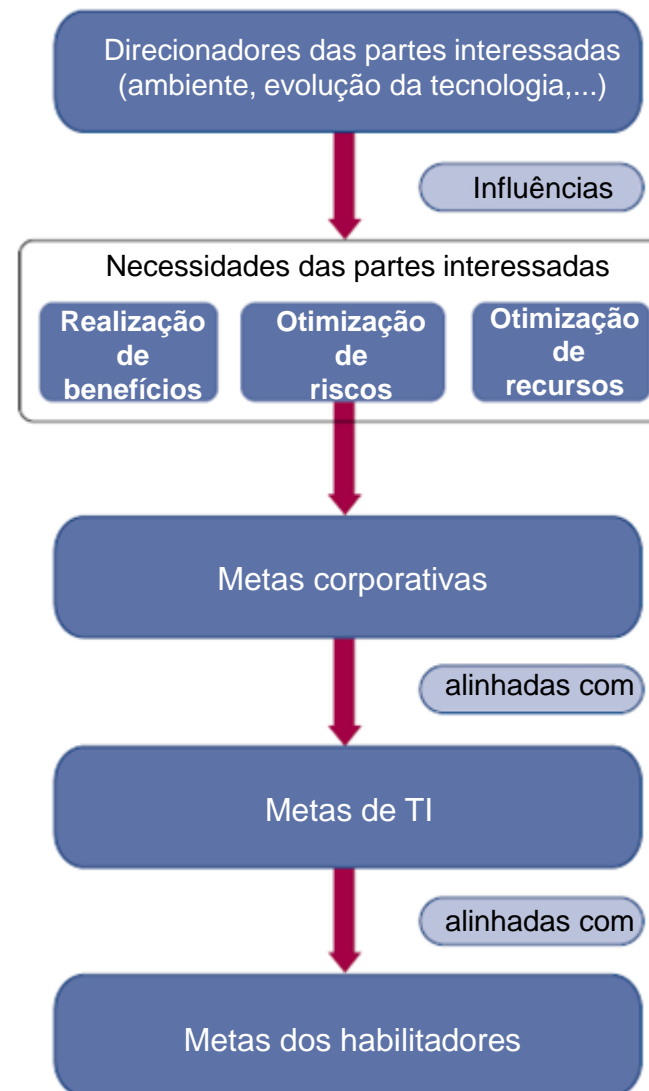 Direcionadores das partes interessadas
(ambiente, evolução da tecnologia,...)
Influências
Necessidades das partes interessadas
Realização
de
benefícios
Otimização
de
riscos
Otimização
de
recursos
Metas corporativas
alinhadas com
Metas de TI
alinhadas com
Metas dos habilitadores